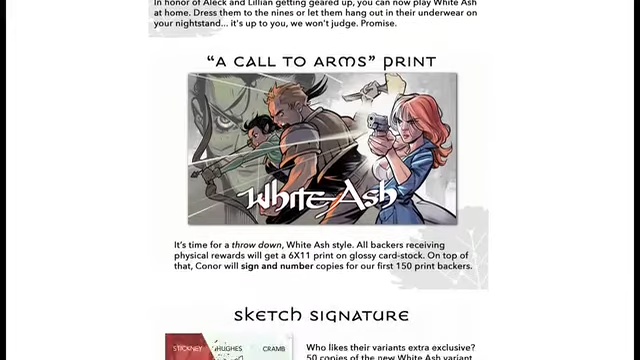 In honor of Aleck and Lillian getting geared up, you can now play White Ash
at home. Dress them to the nines or let them hang out in their underwear on
your nightstand... it's up to you, we won't judge. Promise.
"A CALL TO ARMS" PRINT
White Ash
It's time for a throw down, White Ash style. All backers receiving
physical rewards will get a 6X11 print on glossy card-stock. On top of
that, Conor will sign and number copies for our first 150 print backers.
SKETCH SIGNATURE
STICKNEY HUGHES CRAMB
Who likes their variants extra exclusive?
50 copies of the new White Ash variant